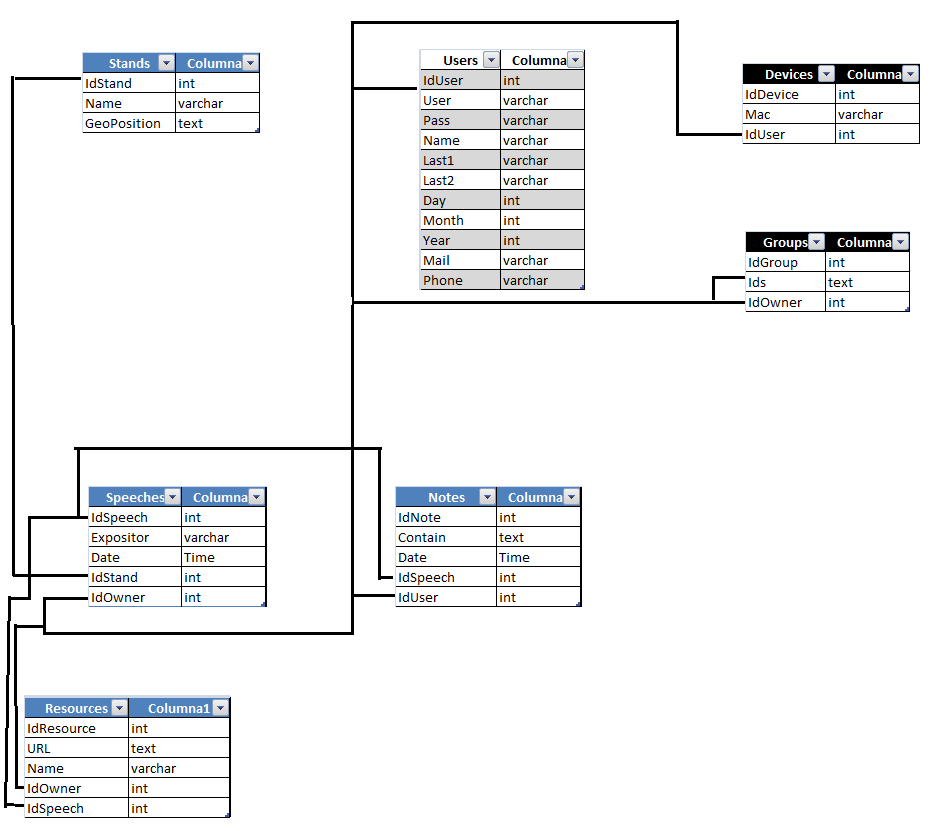 Stands Columna
IdStand int
Name varchar
GeoPosition text
Users Columna
IdUser int
User varchar
Pass varchar
Name varchar
Last1 varchar
Last2 varchar
Day int
Month int
Year int
Mail varchar
Phone varchar
Devices Columna
IdDevice int
Mac varchar
IdUser int
Groups Columna
IdGroup int
Ids text
IdOwner int
Speeches Columna
IdSpeech int
Expositor varchar
Date Time
IdStand int
IdOwner int
Notes Columna
IdNote int
Contain text
Date Time
IdSpeech int
IdUser int
Resources Columna1
IdResource int
URL text
Name varchar
IdOwner int
IdSpeech int